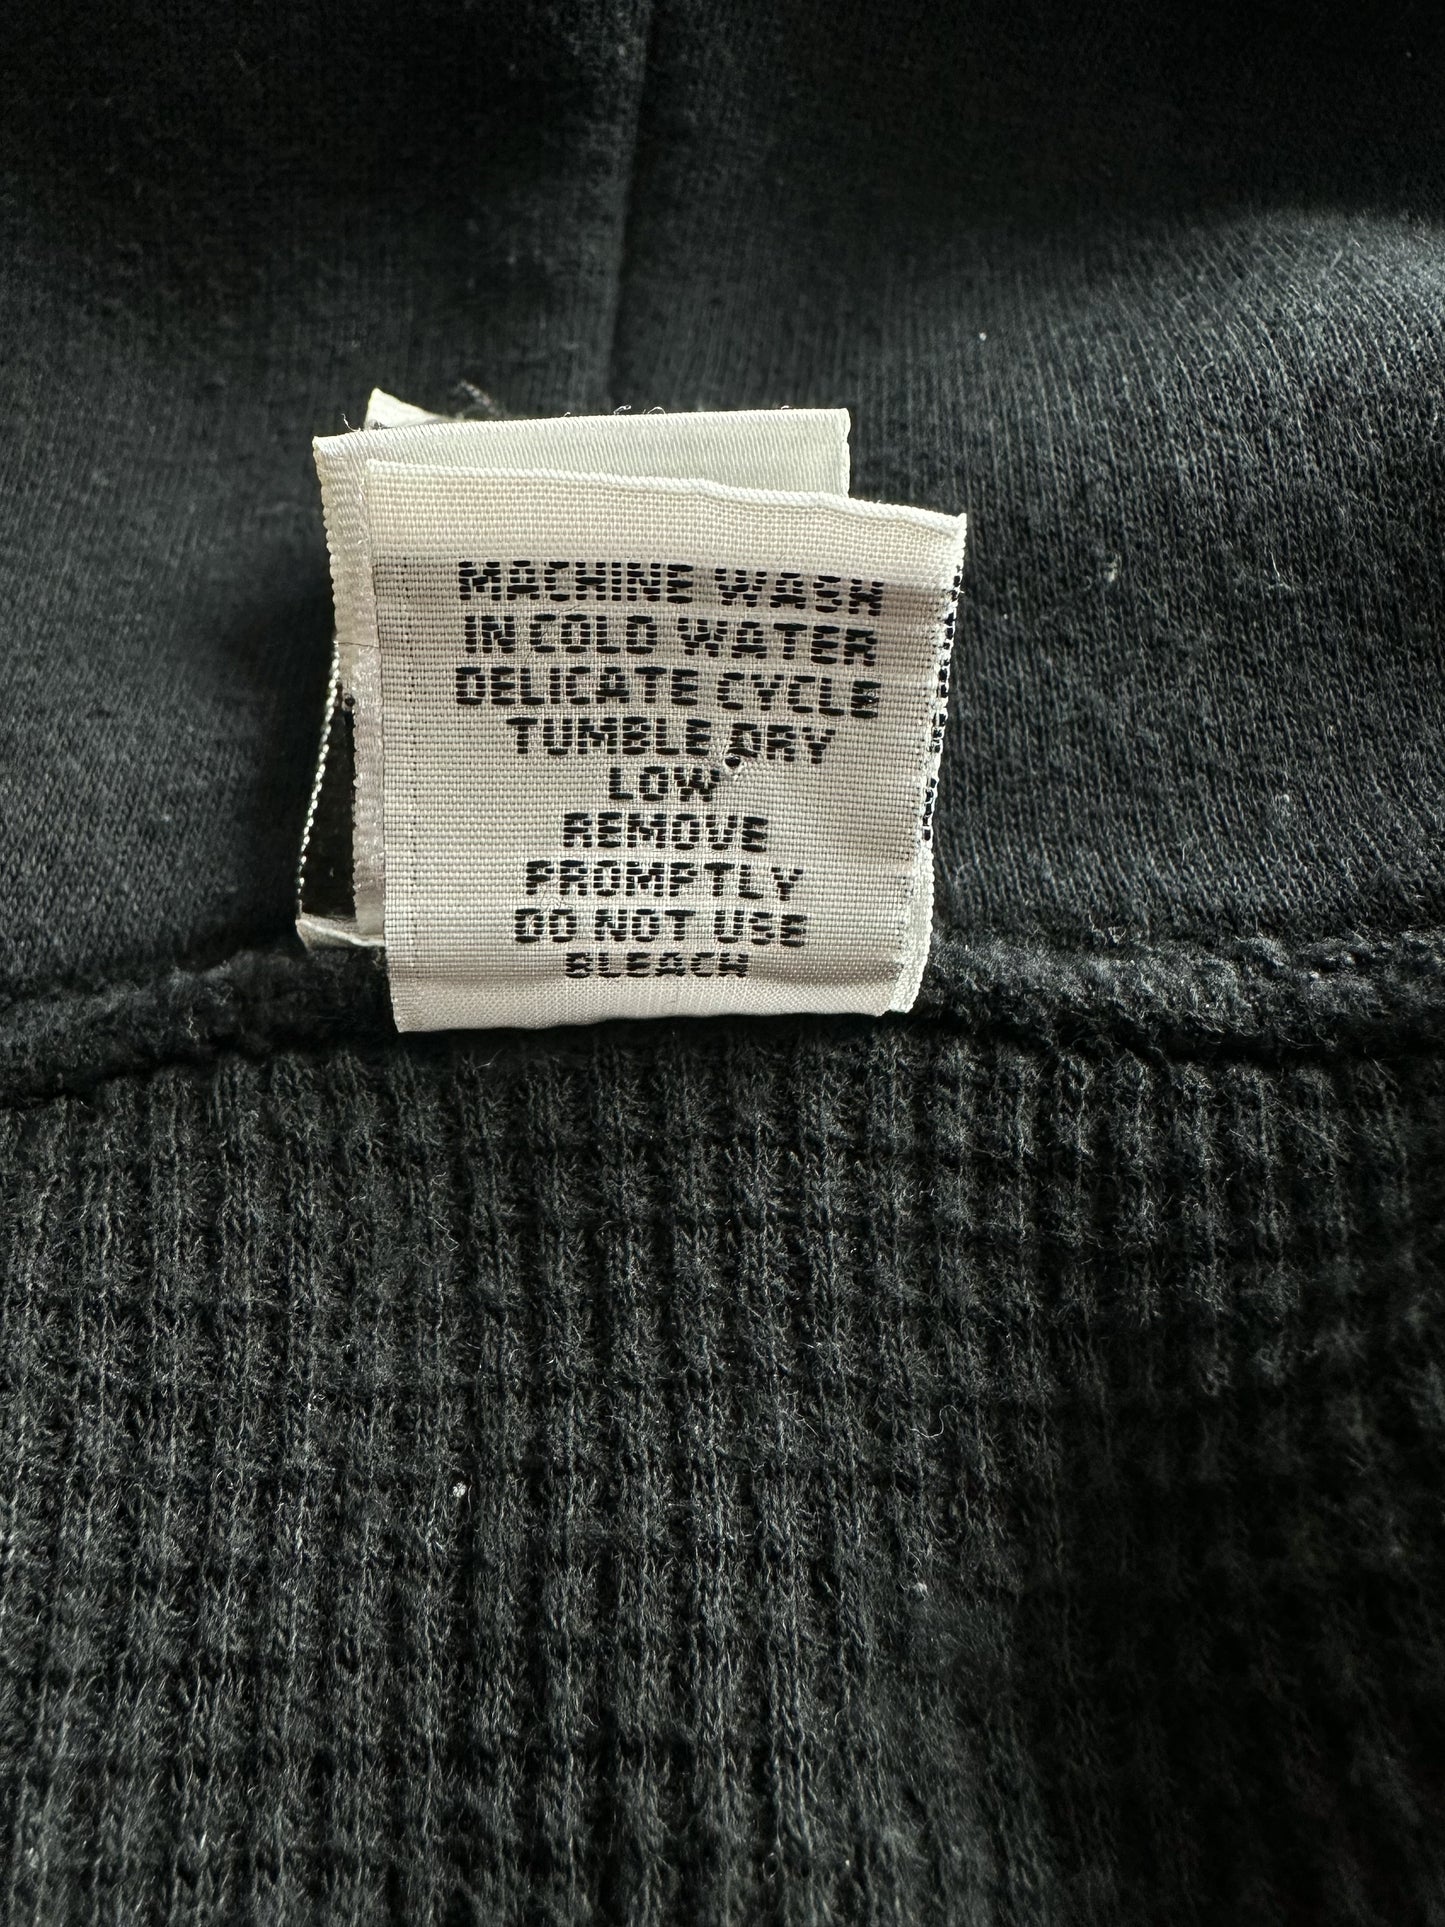 MACHINE WASH
IN COLD WATER
DELICATE CYCLE
TUMBLE DRY
LOW
REMOVE
PROMPTLY
DO NOT USE
BLEACH